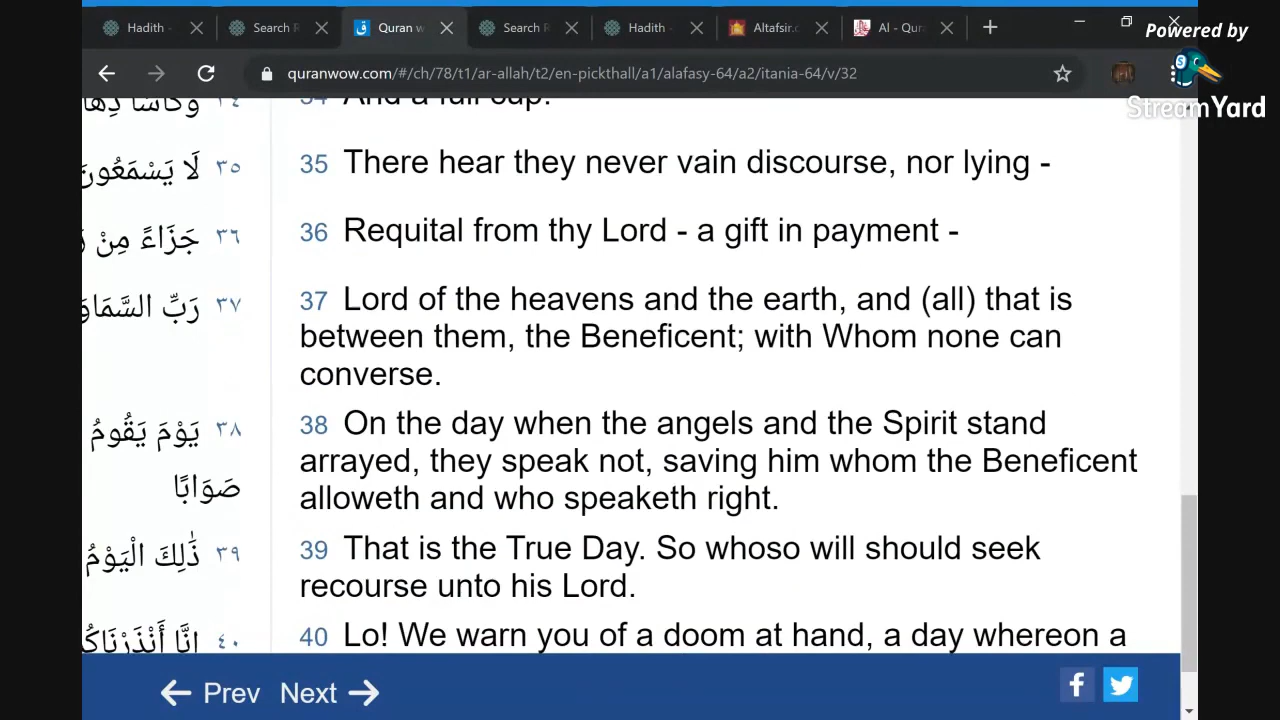 Hadith -
Search R
Quran w
Search R
Hadith -
Altafsir.c
Al - Qur
Powered by
StreamYard
quranwow.com/#/ch/78/t1/ar-allah/t2/en-pickthall/a1/alafasy-64/a2/itania-64/v/32
34 And a full cup.
٣٤ وَكَأْسًا دِهَا
35 There hear they never vain discourse, nor lying -
٣٥ لَا يَسْمَعُونَ
36 Requital from thy Lord - a gift in payment -
٣٦ جَزَاءً مِنْ
37 Lord of the heavens and the earth, and (all) that is
between them, the Beneficent; with Whom none can
converse.
٣٧ رَبِّ السَّمَاوَ
38 On the day when the angels and the Spirit stand
arrayed, they speak not, saving him whom the Beneficent
alloweth and who speaketh right.
٣٨ يَوْمَ يَقُومُ
صَوَابًا
39 That is the True Day. So whoso will should seek
recourse unto his Lord.
٣٩ ذَٰلِكَ الْيَوْمُ
40 Lo! We warn you of a doom at hand, a day whereon a
٤٠ إِنَّا أَنْذَرْنَاكُ
Prev Next